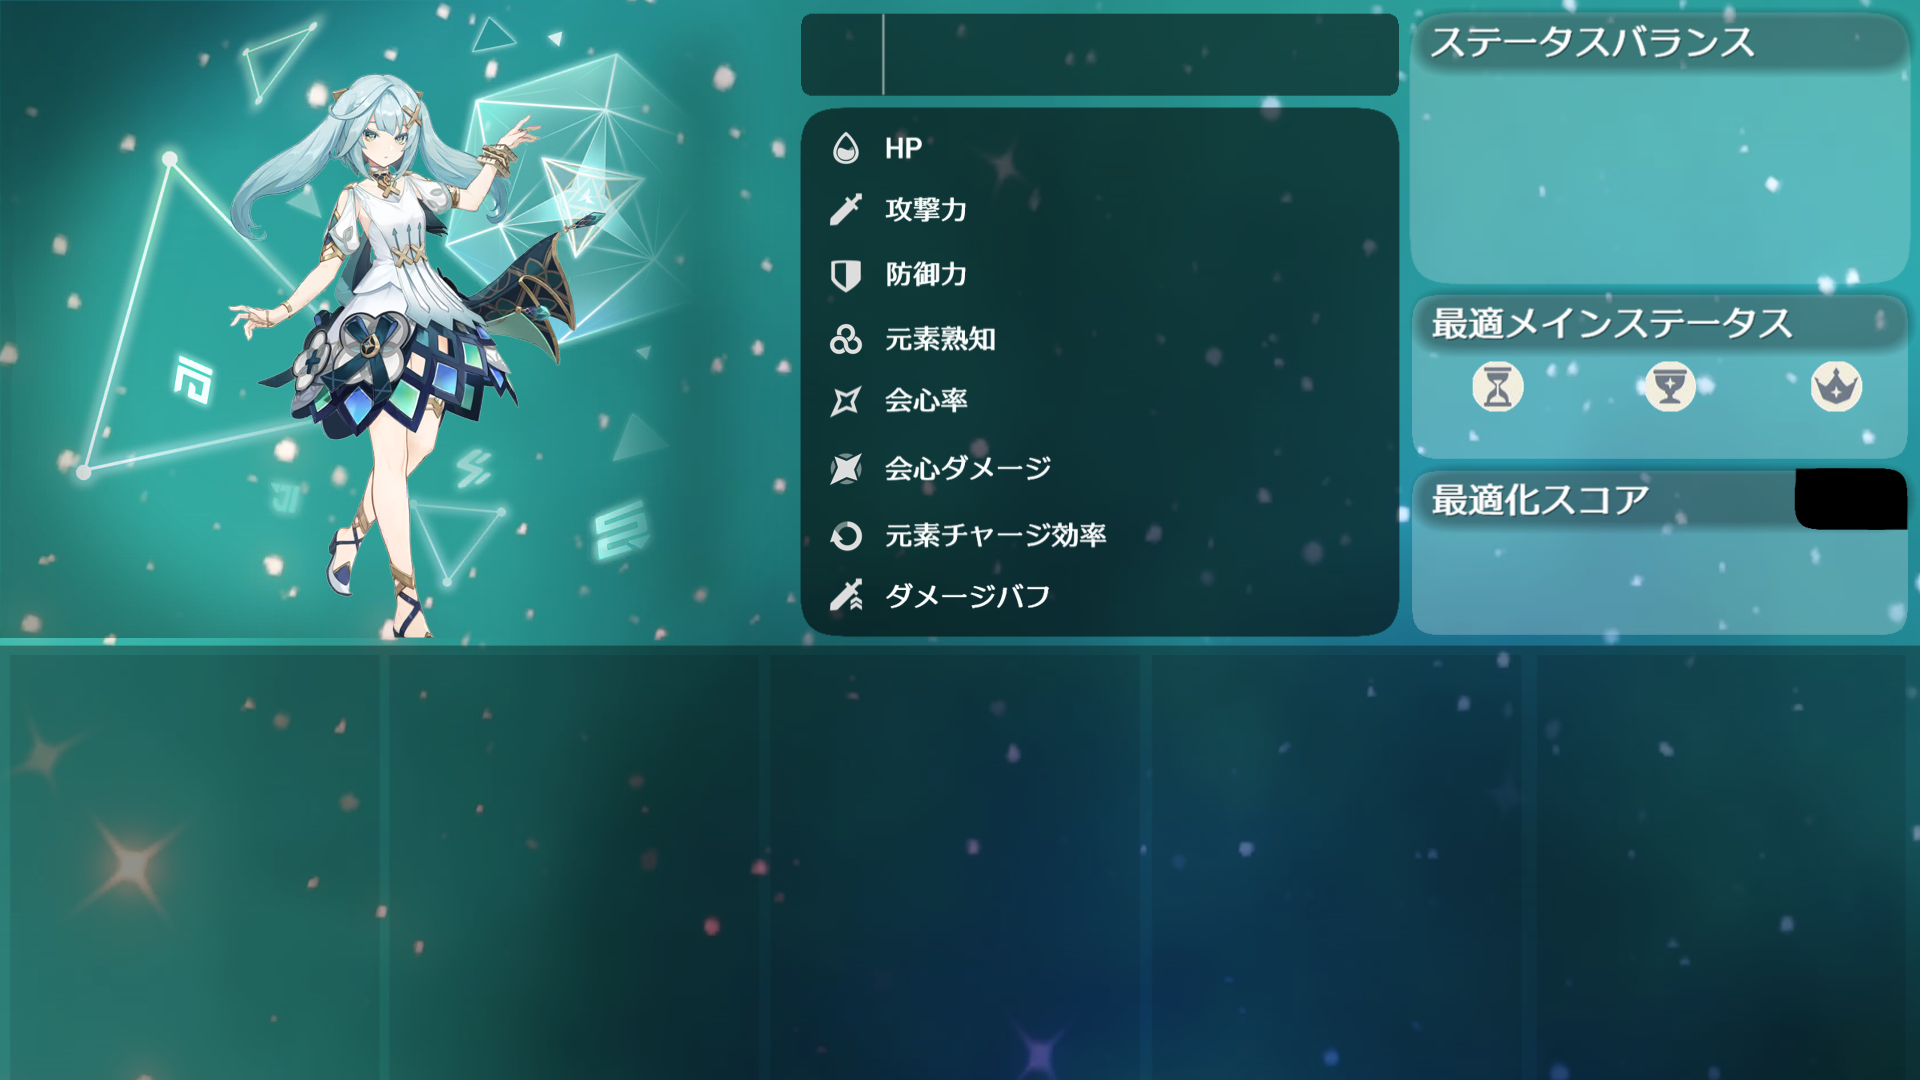 HP
攻撃力
防御力
元素熟知
会心率
会心ダメージ
元素チャージ効率
ダメージバフ
ステータスバランス
最適メインステータス
最適化スコア